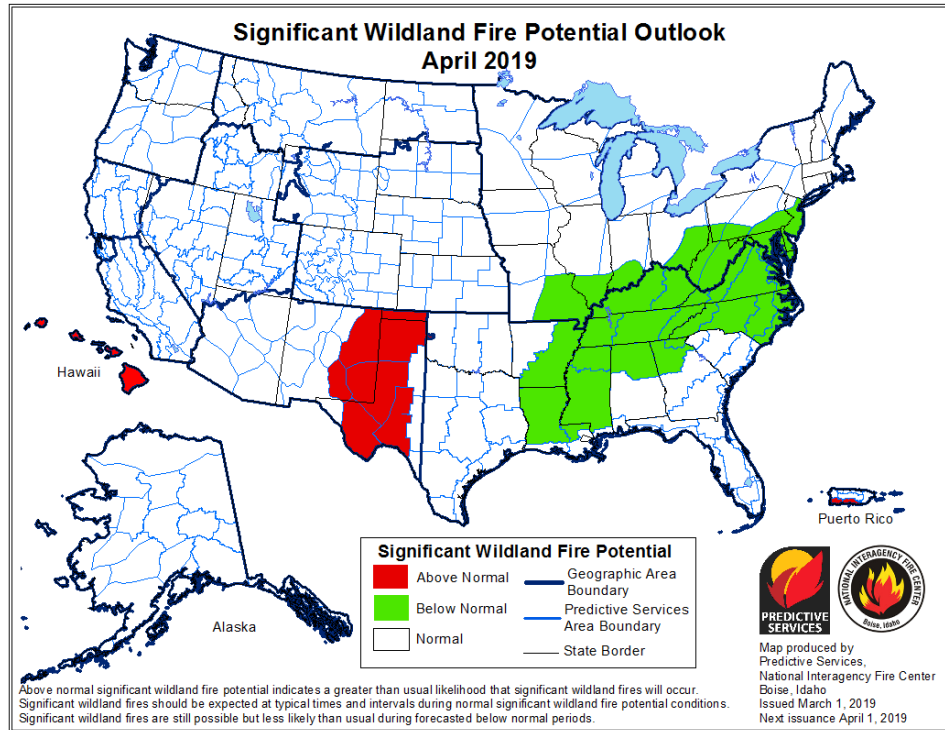 Significant Wildland Fire Potential Outlook
April 2019
Hawaii
Alaska
Puerto Rico
Significant Wildland Fire Potential
Above Normal
Below Normal
Normal
Geographic Area
Boundary
Predictive Services
Area Boundary
State Border
PREDICTIVE
SERVICES
NATIONAL INTERAGENCY FIRE CENTER
Boise, Idaho
Map produced by
Predictive Services,
National Interagency Fire Center
Boise, Idaho
Issued March 1, 2019
Next issuance April 1, 2019
Above normal significant wildland fire potential indicates a greater than usual likelihood that significant wildland fires will occur.
Significant wildland fires should be expected at typical times and intervals during normal significant wildland fire potential conditions.
Significant wildland fires are still possible but less likely than usual during forecasted below normal periods.